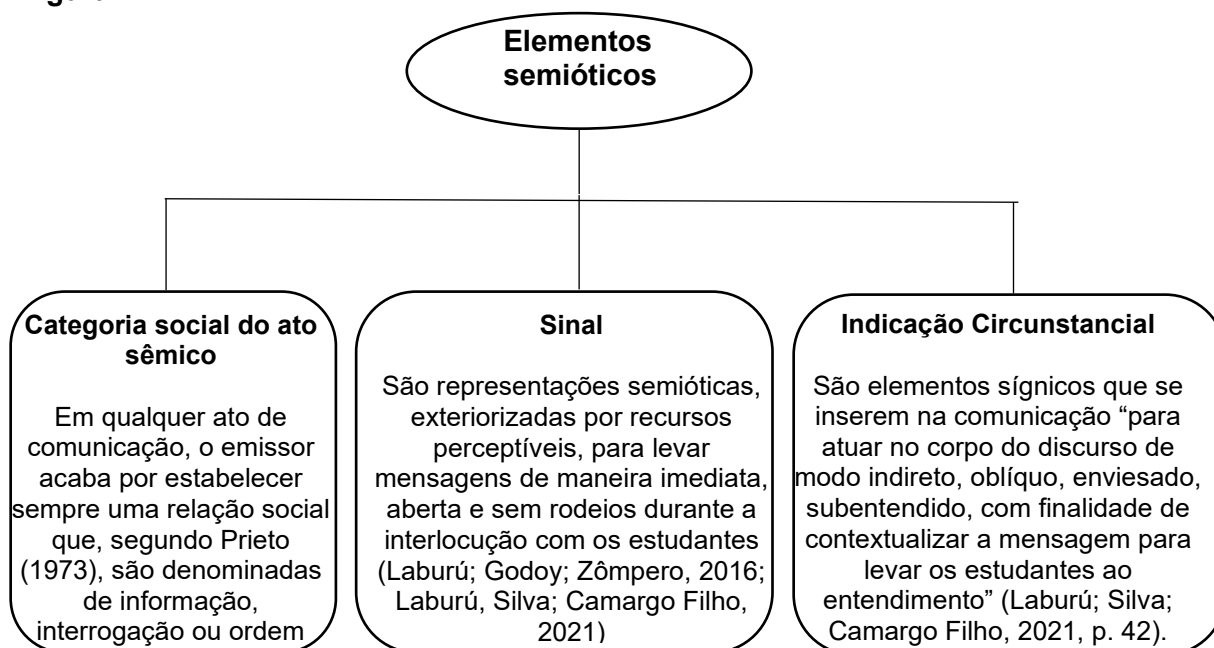 Elementos
semióticos
Categoria social do ato
sêmico
Em qualquer ato de
comunicação, o emissor
acaba por estabelecer
sempre uma relação social
que, segundo Prieto
(1973), são denominadas
de informação,
interrogação ou ordem
Sinal
São representações semióticas,
exteriorizadas por recursos
perceptíveis, para levar
mensagens de maneira imediata,
aberta e sem rodeios durante a
interlocução com os estudantes
(Laburú; Godoy; Zômpero, 2016;
Laburú, Silva; Camargo Filho,
2021)
Indicação Circunstancial
São elementos sígnicos que se
inserem na comunicação “para
atuar no corpo do discurso de
modo indireto, oblíquo, enviesado,
subentendido, com finalidade de
contextualizar a mensagem para
levar os estudantes ao
entendimento” (Laburú; Silva;
Camargo Filho, 2021, p. 42).